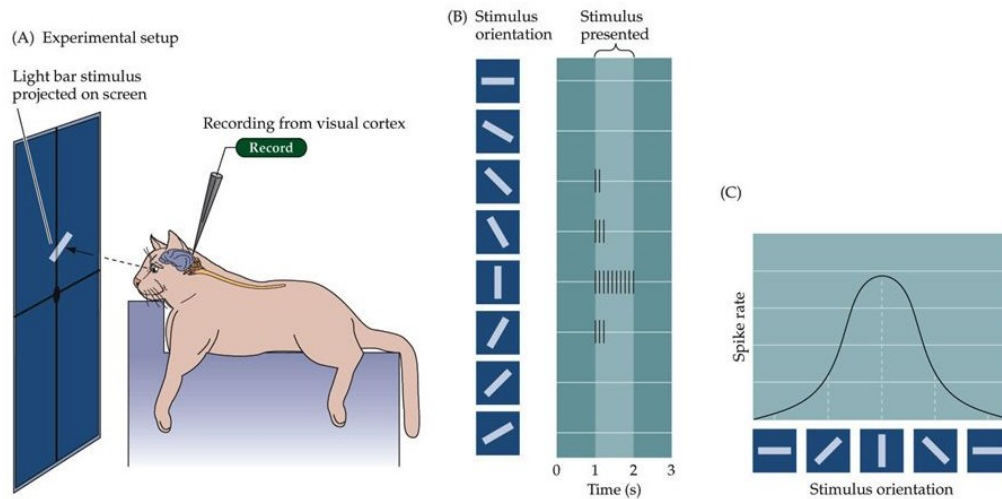 (A) Experimental setup
Light bar stimulus
projected on screen
Recording from visual cortex
Record
(B) Stimulus
orientation
Stimulus
presented
0 1 2 3
Time (s)
(C)
Spike rate
Stimulus orientation